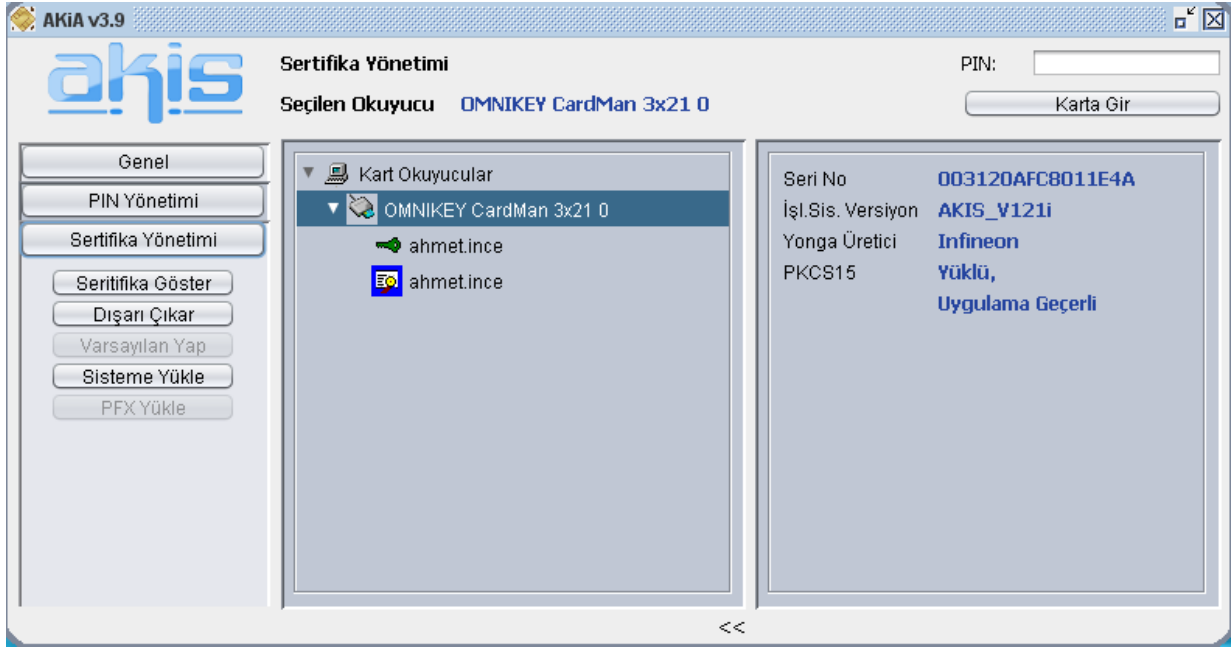 AKiA v3.9
akis
Sertifika Yönetimi
PIN:
Seçilen Okuyucu OMNIKEY CardMan 3x21 0
Karta Gir
Genel
PIN Yönetimi
Sertifika Yönetimi
Seritifika Göster
Dışarı Çıkar
Varsayılan Yap
Sisteme Yükle
PFX Yükle
Kart Okuyucular
OMNIKEY CardMan 3x21 0
ahmet.ince
ahmet.ince
Seri No 003120AFC8011E4A
İşl.Sis. Versiyon AKIS_V121i
Yonga Üretici Infineon
PKCS15 Yüklü,
Uygulama Geçerli
<<